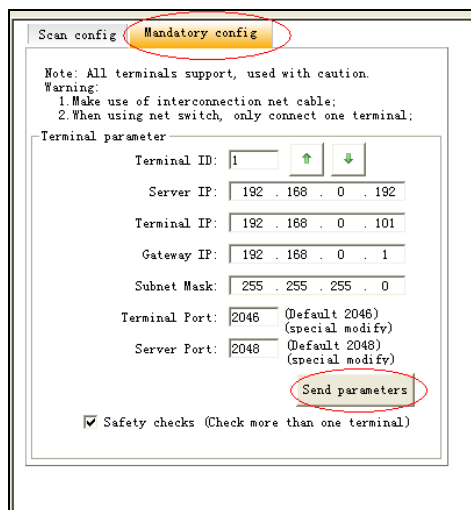 Scan config Mandatory config
Note: All terminals support, used with caution.
Warning:
1.Make use of interconnection net cable;
2.When using net switch, only connect one terminal;
Terminal parameter
Terminal ID: 1
Server IP: 192 . 168 . 0 . 192
Terminal IP: 192 . 168 . 0 . 101
Gateway IP: 192 . 168 . 0 . 1
Subnet Mask: 255 . 255 . 255 . 0
Terminal Port: 2046 (Default 2046)
(special modify)
Server Port: 2048 (Default 2048)
(special modify)
Send parameters
Safety checks (Check more than one terminal)